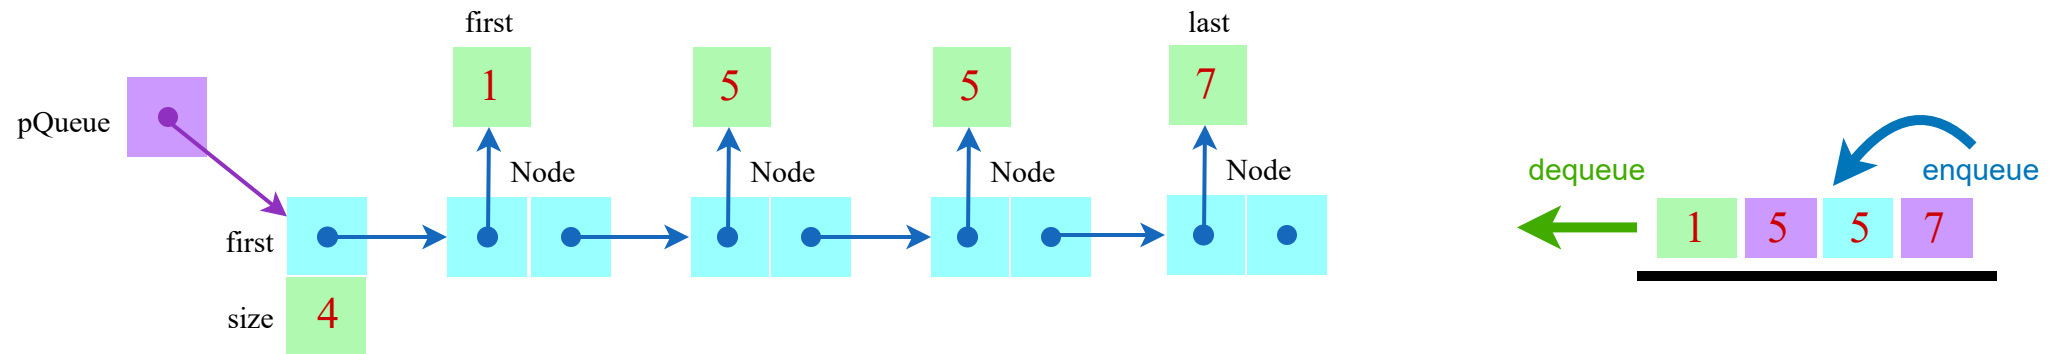 first
last
1
5
5
7
pQueue
Node
Node
Node
Node
dequeue
enqueue
first
1
5
5
7
size
4